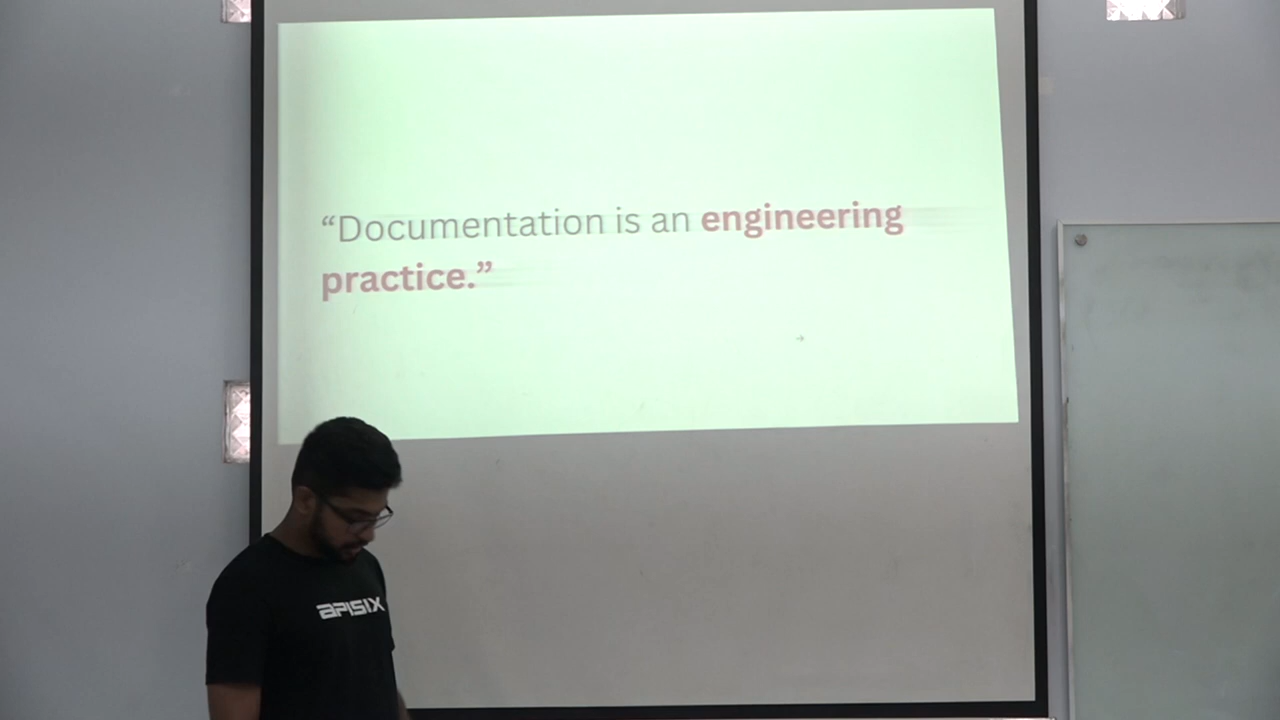 “Documentation is an engineering
practice.”
APISIX